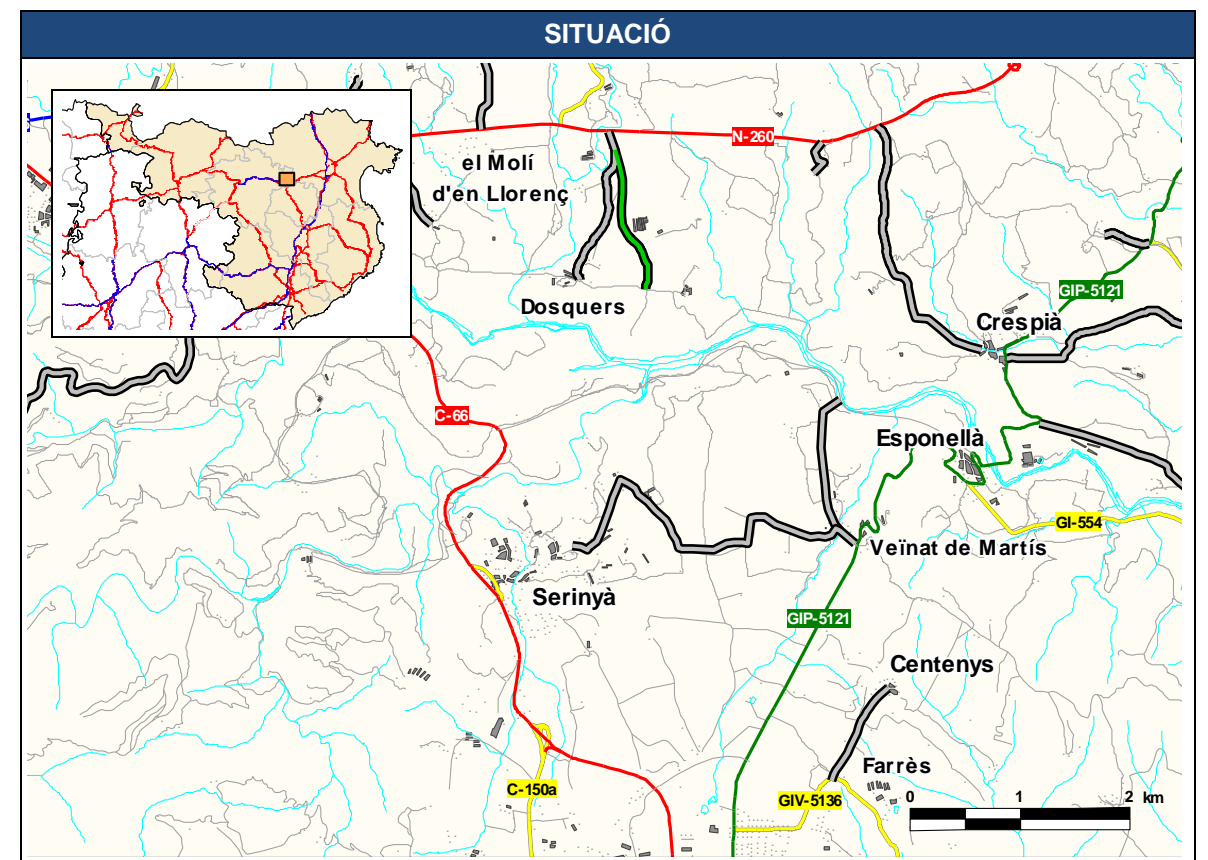 SITUACIÓ
N-260
el Molí
d'en Llorenç
Dosquers
GIP-5121
Crespià
C-66
Esponellà
GI-554
Veïnat de Martís
Serinyà
GIP-5121
Centenys
Farrès
C-150a
GIV-5136
0 1 2 km